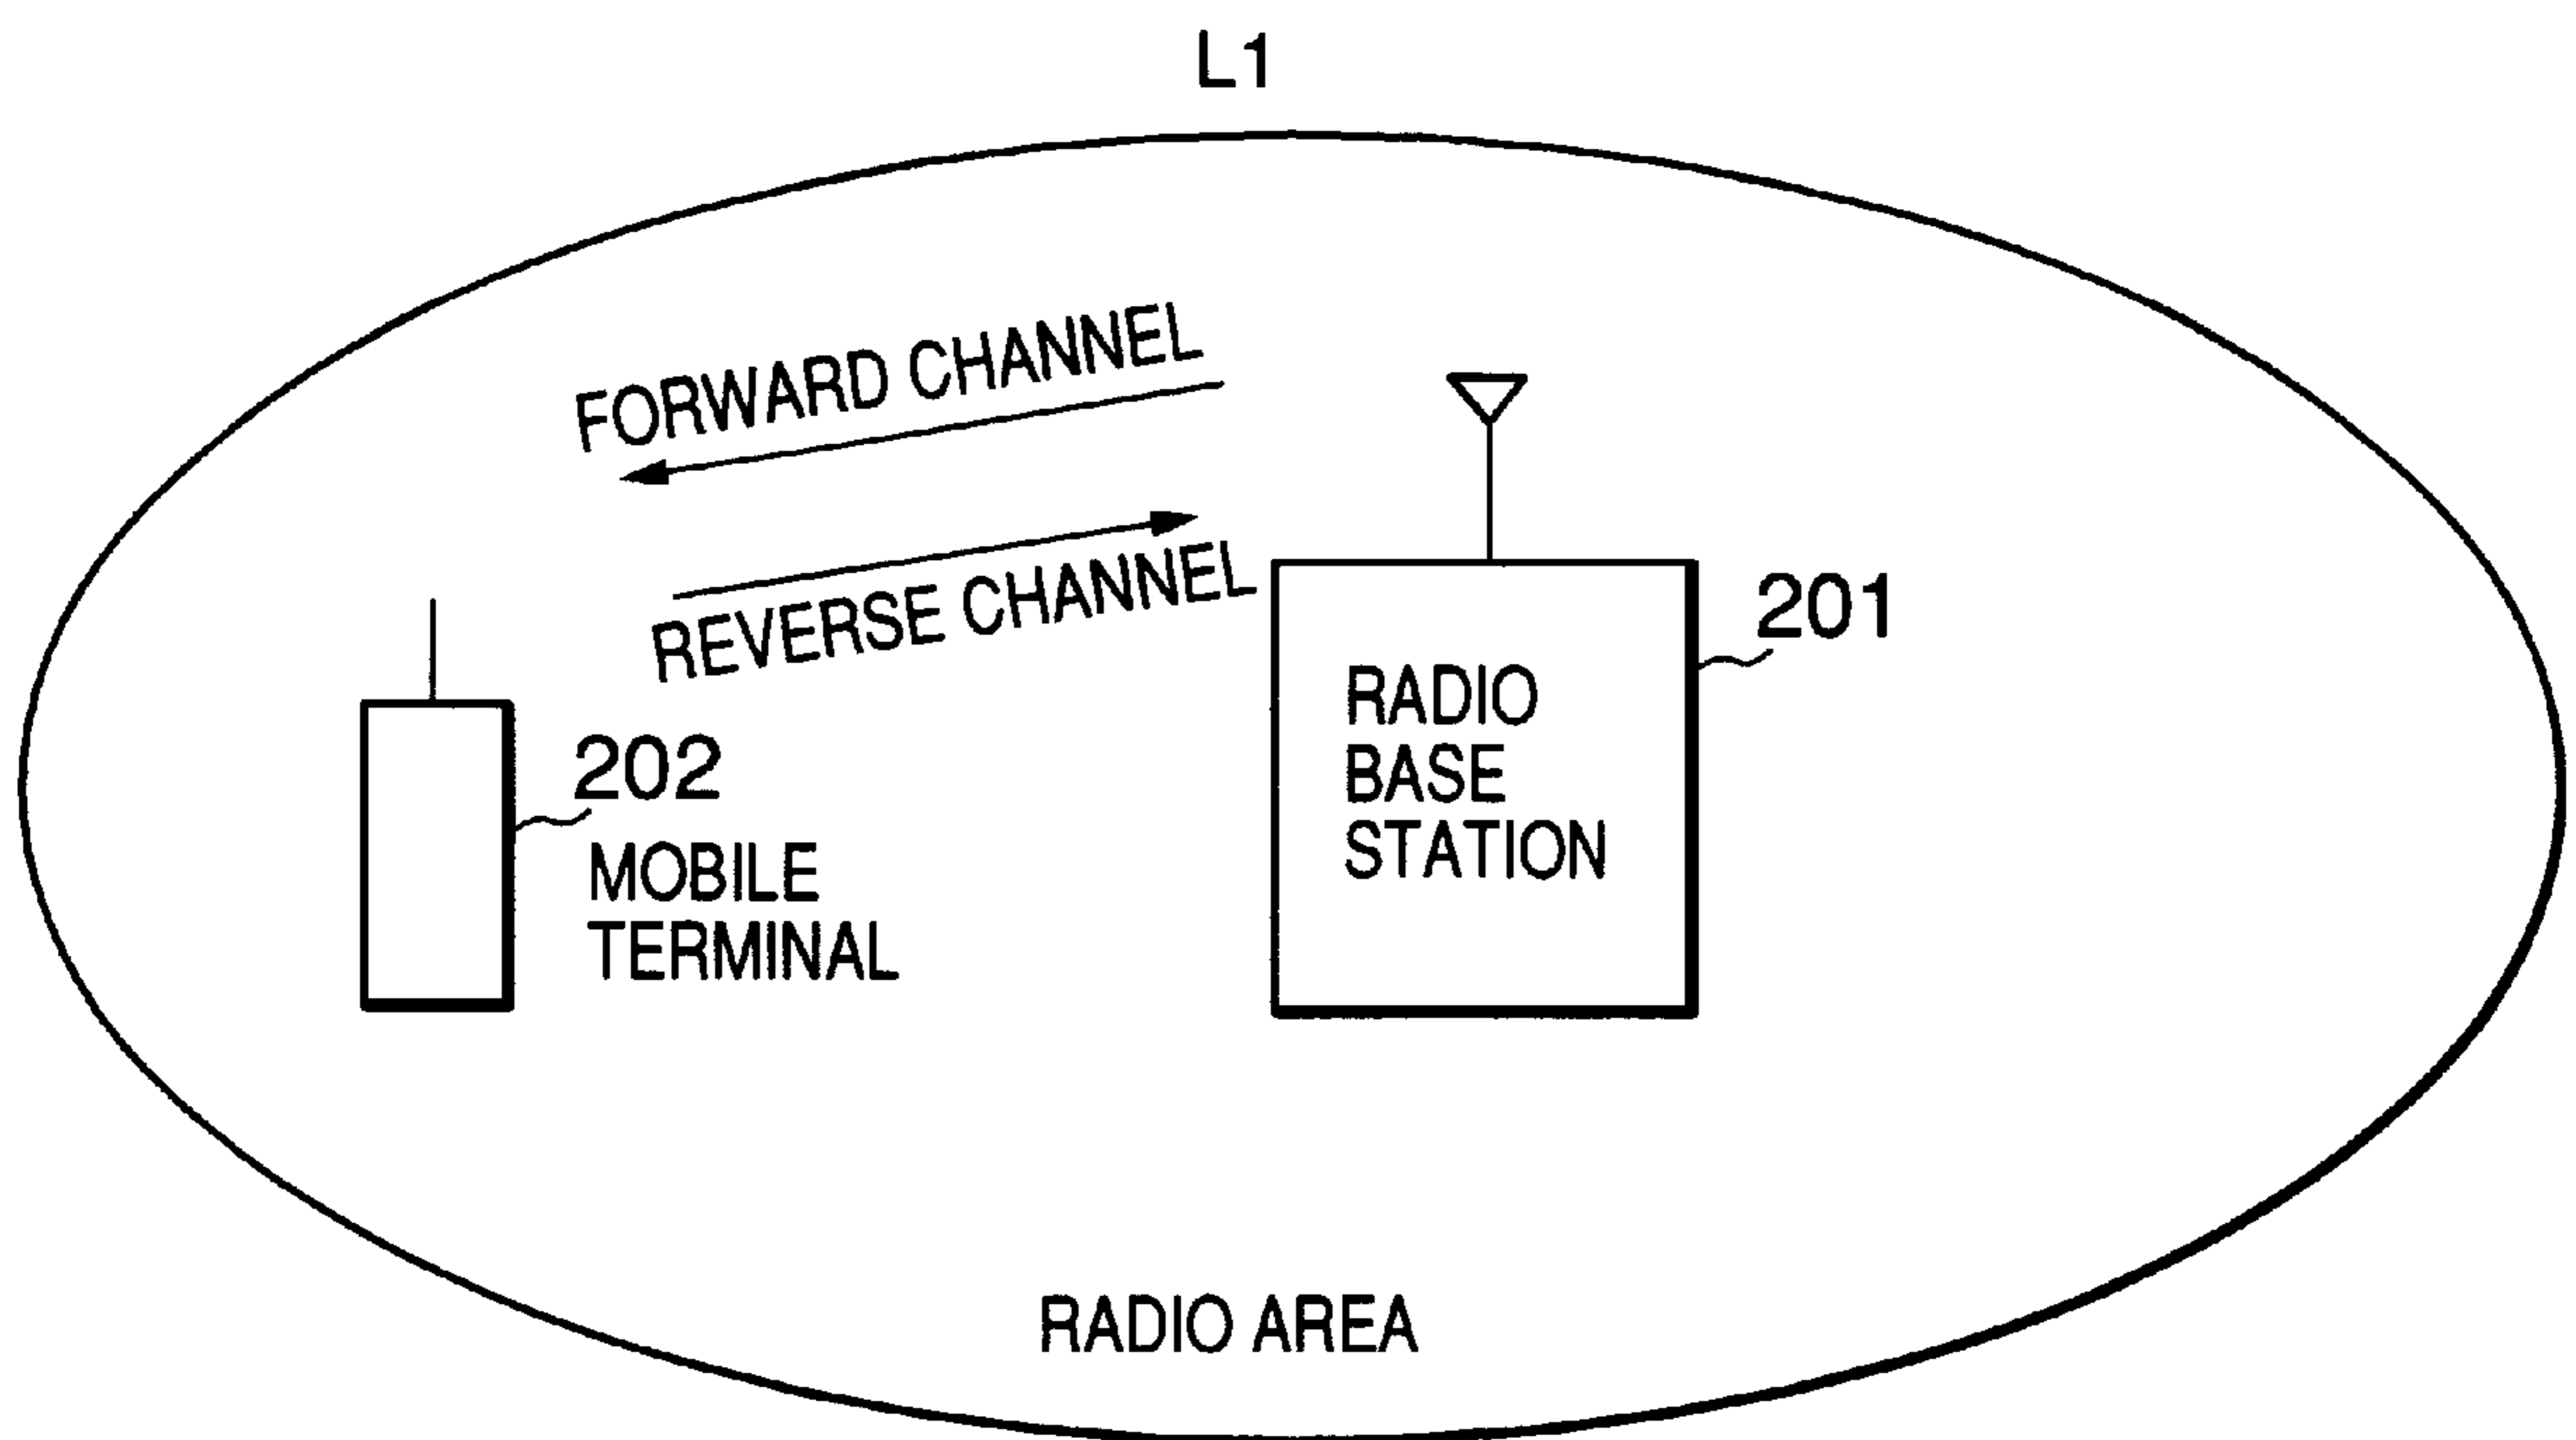 L1
FORWARD CHANNEL
REVERSE CHANNEL
201
RADIO
BASE
STATION
202
MOBILE
TERMINAL
RADIO AREA